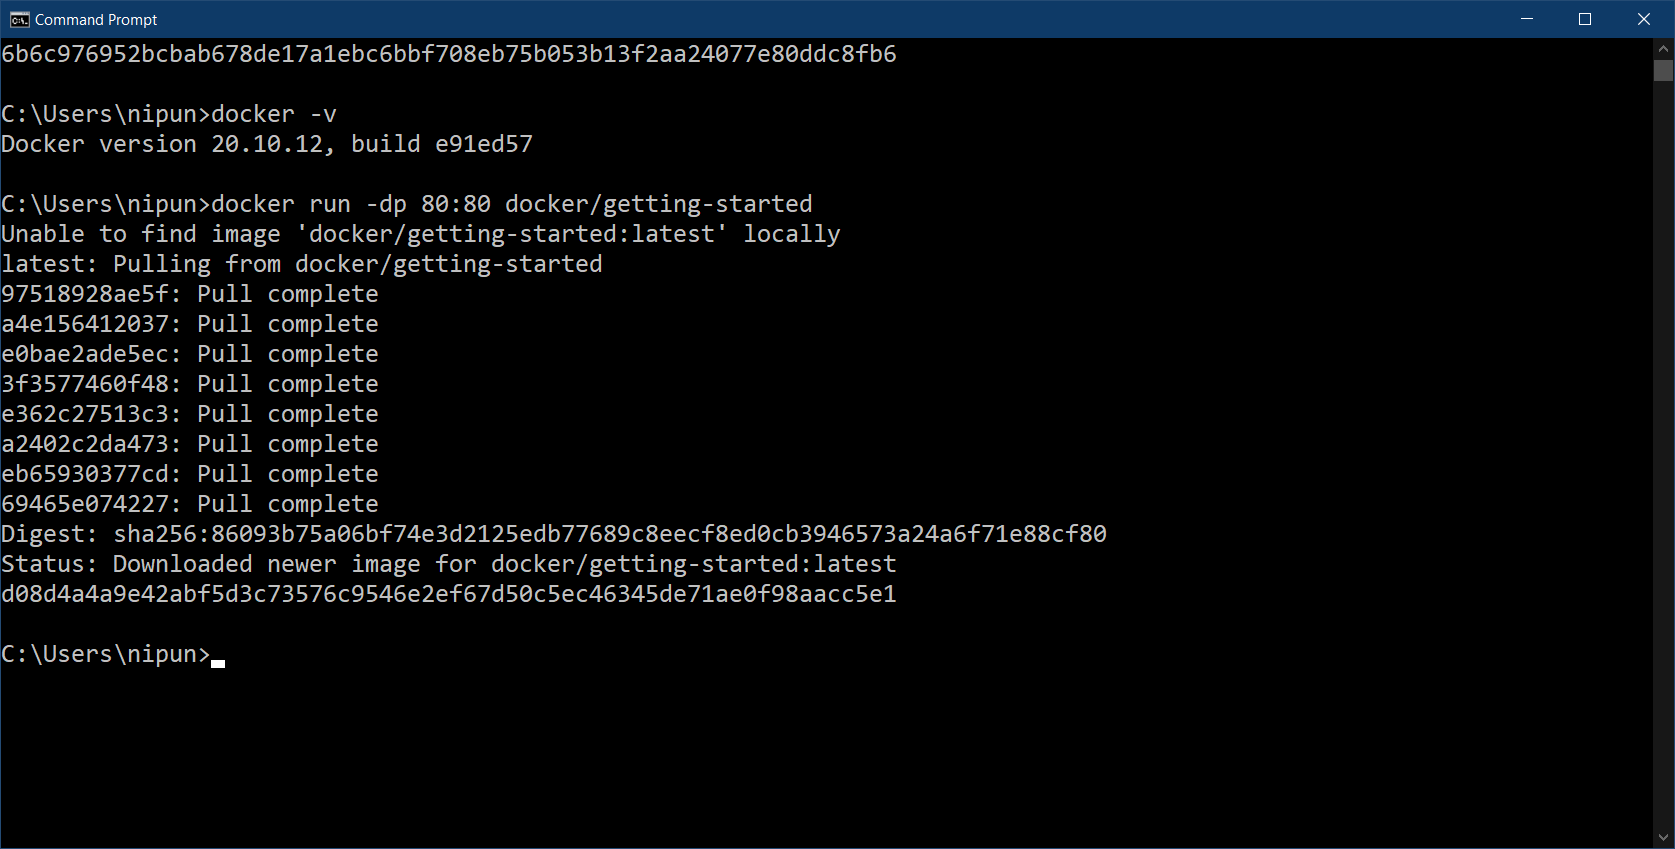 Command Prompt
6b6c976952bcbab678de17a1ebc6bbf708eb75b053b13f2aa24077e80ddc8fb6
C:\Users\nipun>docker -v
Docker version 20.10.12, build e91ed57
C:\Users\nipun>docker run -dp 80:80 docker/getting-started
Unable to find image 'docker/getting-started:latest' locally
latest: Pulling from docker/getting-started
97518928ae5f: Pull complete
a4e156412037: Pull complete
e0bae2ade5ec: Pull complete
3f3577460f48: Pull complete
e362c27513c3: Pull complete
a2402c2da473: Pull complete
eb65930377cd: Pull complete
69465e074227: Pull complete
Digest: sha256:86093b75a06bf74e3d2125edb77689c8eecf8ed0cb3946573a24a6f71e88cf80
Status: Downloaded newer image for docker/getting-started:latest
d08d4a4a9e42abf5d3c73576c9546e2ef67d50c5ec46345de71ae0f98aacc5e1
C:\Users\nipun>